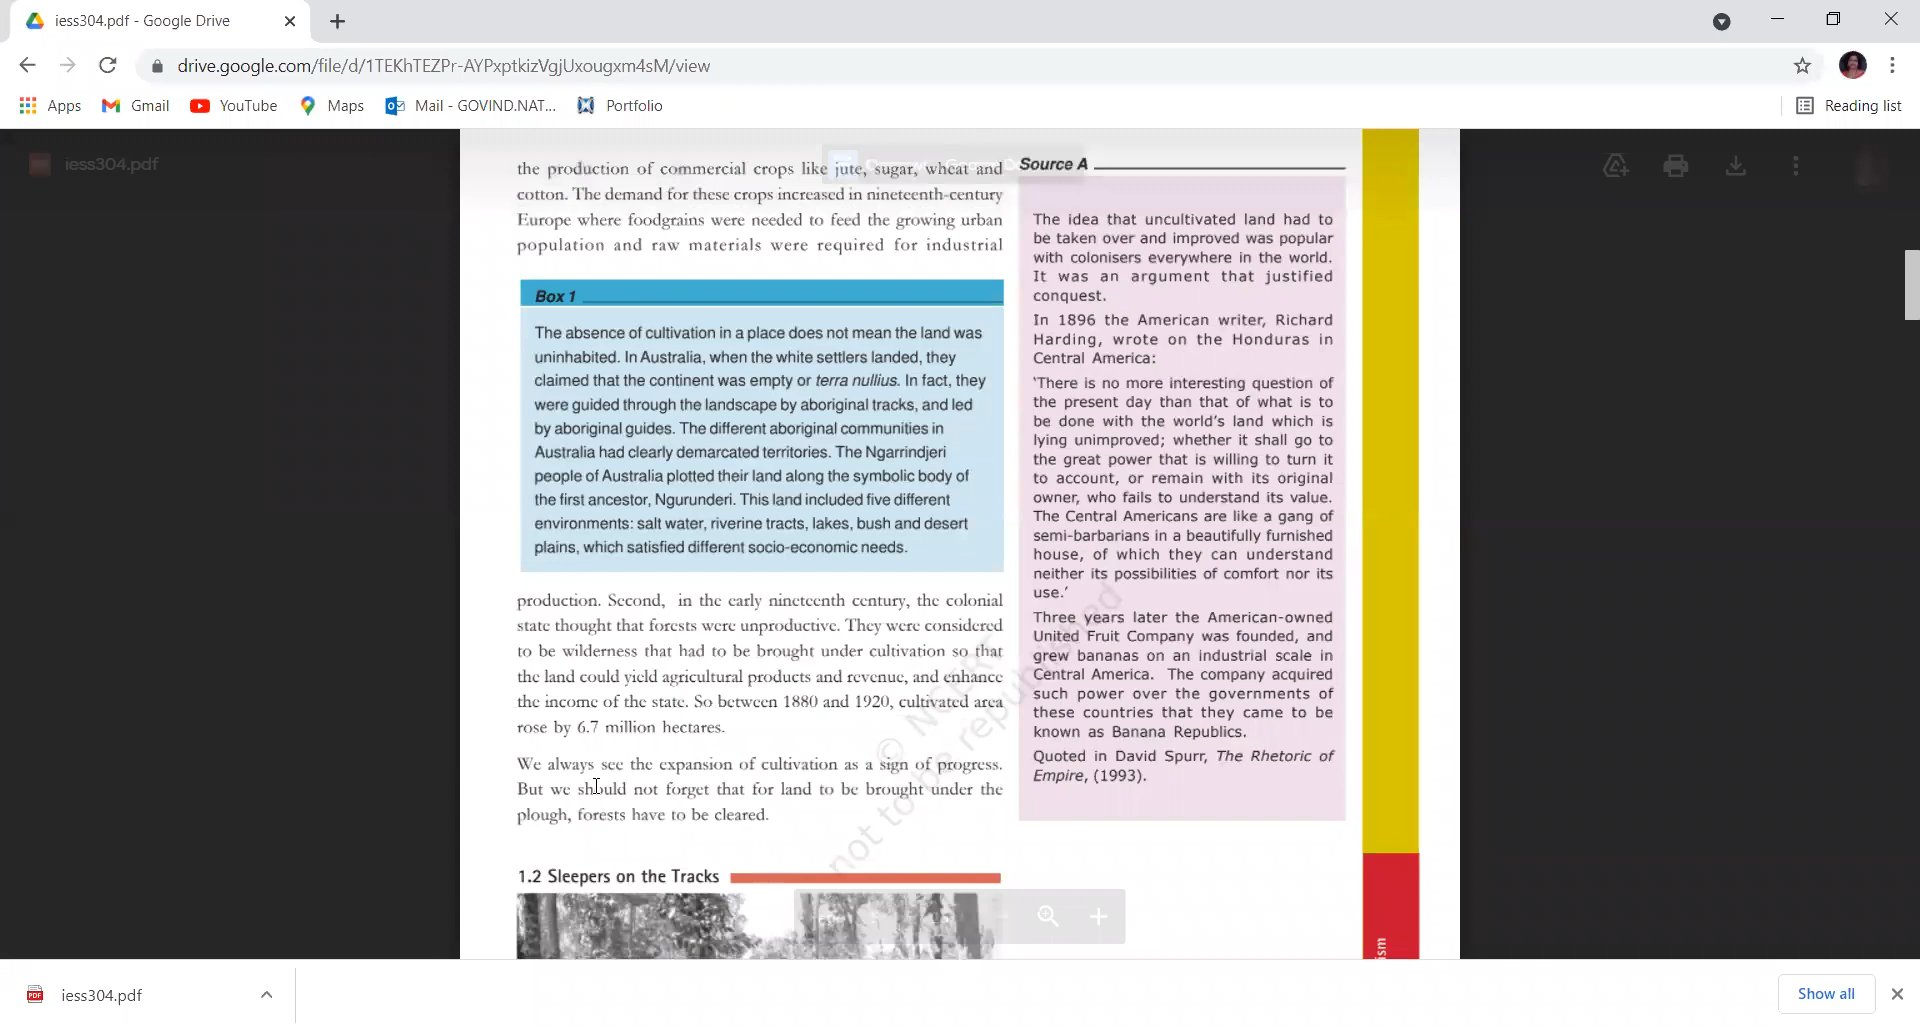 iess304.pdf - Google Drive
drive.google.com/file/d/1TEKhTEZPr-AYPxptkizVgjUxougxm4sM/view
Apps
Gmail
YouTube
Maps
Mail - GOVIND.NAT...
Portfolio
Reading list
iess304.pdf
the production of commercial crops like jute, sugar, wheat and
cotton. The demand for these crops increased in nineteenth-century
Europe where foodgrains were needed to feed the growing urban
population and raw materials were required for industrial
Box 1
The absence of cultivation in a place does not mean the land was
uninhabited. In Australia, when the white settlers landed, they
claimed that the continent was empty or terra nullius. In fact, they
were guided through the landscape by aboriginal tracks, and led
by aboriginal guides. The different aboriginal communities in
Australia had clearly demarcated territories. The Ngarrindjeri
people of Australia plotted their land along the symbolic body of
the first ancestor, Ngurunderi. This land included five different
environments: salt water, riverine tracts, lakes, bush and desert
plains, which satisfied different socio-economic needs.
production. Second, in the early nineteenth century, the colonial
state thought that forests were unproductive. They were considered
to be wilderness that had to be brought under cultivation so that
the land could yield agricultural products and revenue, and enhance
the income of the state. So between 1880 and 1920, cultivated area
rose by 6.7 million hectares.
We always see the expansion of cultivation as a sign of progress.
But we should not forget that for land to be brought under the
plough, forests have to be cleared.
1.2 Sleepers on the Tracks
Source A
The idea that uncultivated land had to
be taken over and improved was popular
with colonisers everywhere in the world.
It was an argument that justified
conquest.
In 1896 the American writer, Richard
Harding, wrote on the Honduras in
Central America:
'There is no more interesting question of
the present day than that of what is to
be done with the world's land which is
lying unimproved; whether it shall go to
the great power that is willing to turn it
to account, or remain with its original
owner, who fails to understand its value.
The Central Americans are like a gang of
semi-barbarians in a beautifully furnished
house, of which they can understand
neither its possibilities of comfort nor its
use.'
Three years later the American-owned
United Fruit Company was founded, and
grew bananas on an industrial scale in
Central America. The company acquired
such power over the governments of
these countries that they came to be
known as Banana Republics.
Quoted in David Spurr, The Rhetoric of
Empire, (1993).
© NCERT
not to be republished
ism
iess304.pdf
Show all